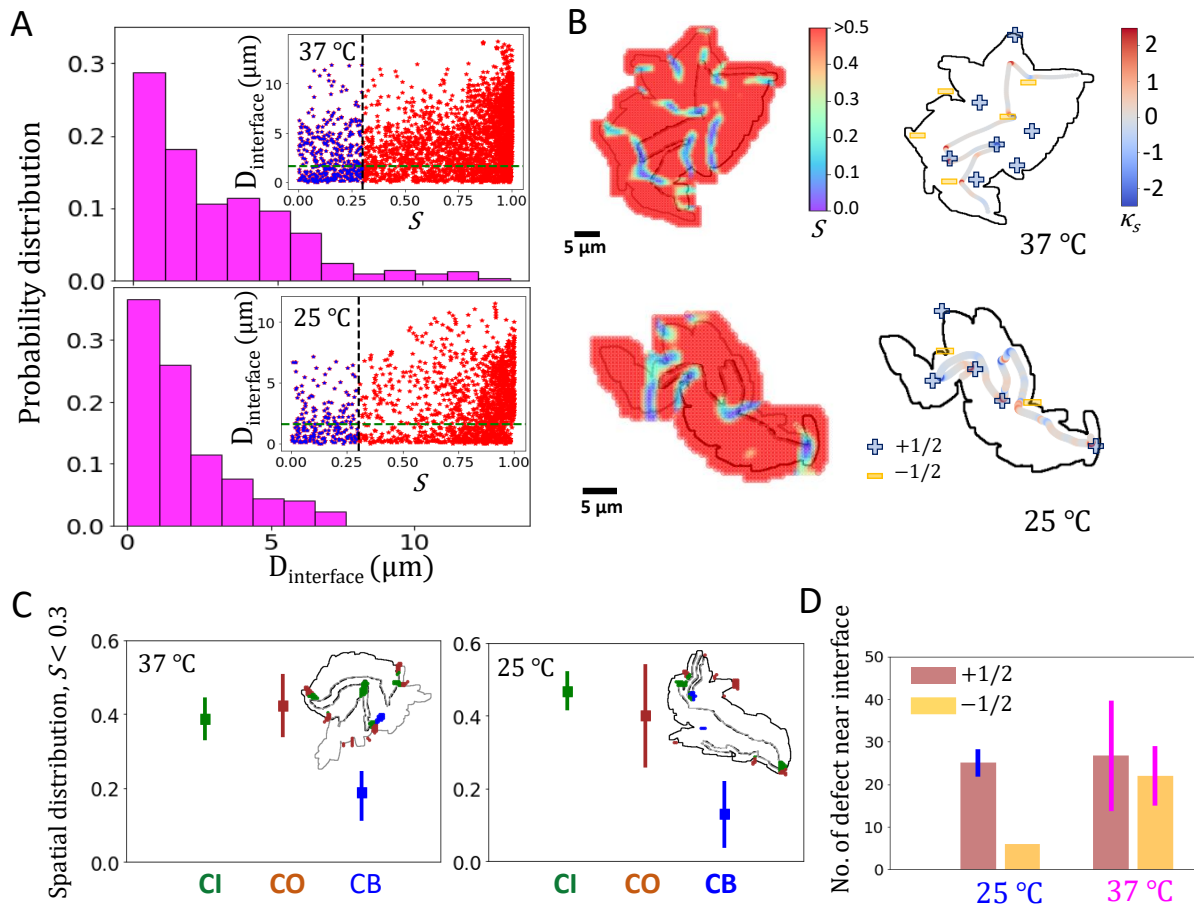 A
Probability distribution
0.3
0.2
0.1
0.0
37 °C
D_interface (μm)
10
5
0
0.00 0.25 0.50 0.75 1.00
S
0.3
0.2
0.1
0.0
25 °C
D_interface (μm)
10
5
0
0.00 0.25 0.50 0.75 1.00
S
0 5 10
D_interface (μm)
B
>0.5
0.4
0.3
0.2
0.1
0.0
S
5 μm
2
1
0
-1
-2
κ_s
37 °C
5 μm
+1/2
−1/2
25 °C
C
Spatial distribution, S < 0.3
0.6
0.4
0.2
0.0
37 °C
CI CO CB
0.6
0.4
0.2
0.0
25 °C
CI CO CB
D
No. of defect near interface
50
40
30
20
10
0
+1/2
−1/2
25 °C 37 °C